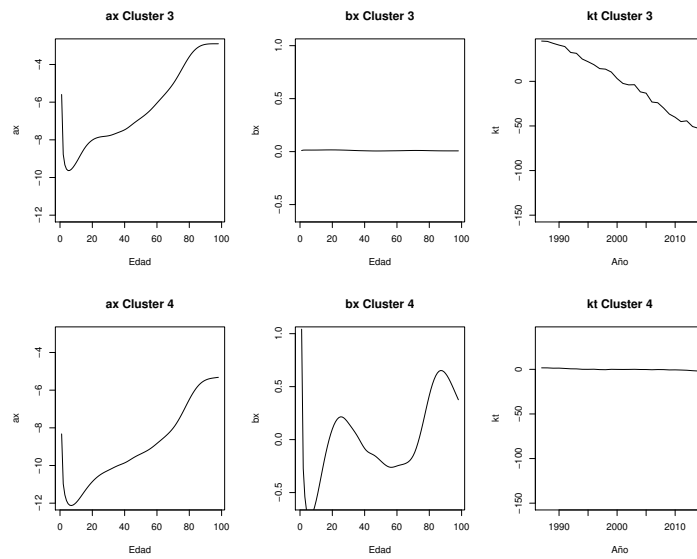 ax Cluster 3
ax
-4
-6
-8
-10
-12
0 20 40 60 80 100
Edad
bx Cluster 3
bx
1.0
0.5
0.0
-0.5
0 20 40 60 80 100
Edad
kt Cluster 3
kt
0
-50
-100
-150
1990 2000 2010
Año
ax Cluster 4
ax
-4
-6
-8
-10
-12
0 20 40 60 80 100
Edad
bx Cluster 4
bx
1.0
0.5
0.0
-0.5
0 20 40 60 80 100
Edad
kt Cluster 4
kt
0
-50
-100
-150
1990 2000 2010
Año